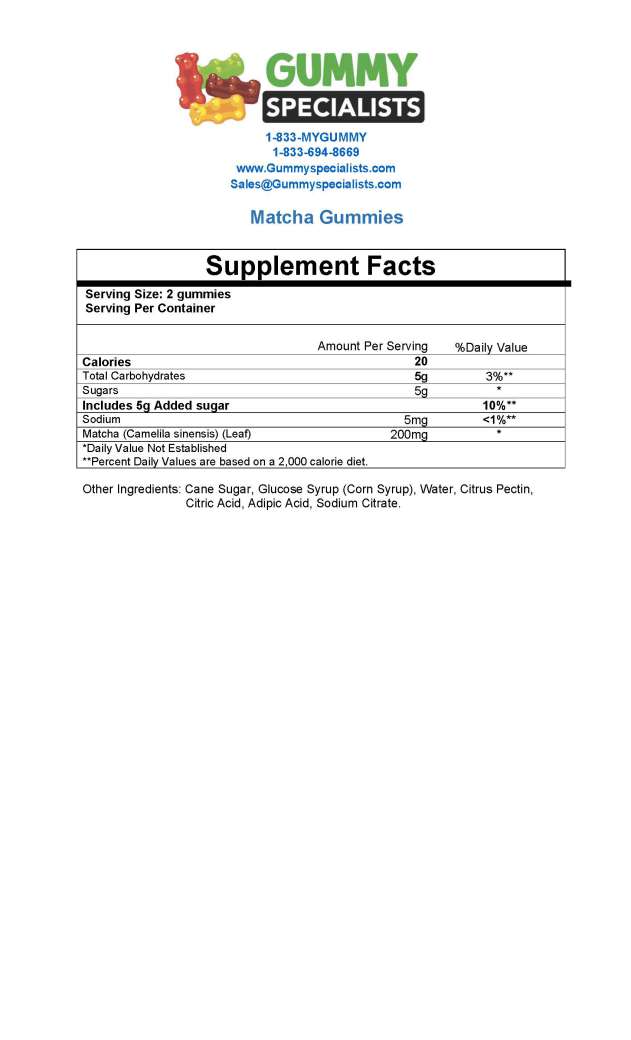 GUMMY
SPECIALISTS
1-833-MYGUMMY
1-833-694-8669
www.Gummyspecialists.com
Sales@Gummyspecialists.com
Matcha Gummies
Supplement Facts
Serving Size: 2 gummies
Serving Per Container
Amount Per Serving %Daily Value
Calories 20
Total Carbohydrates 5g 3%**
Sugars 5g *
Includes 5g Added sugar 10%**
Sodium 5mg <1%**
Matcha (Camelila sinensis) (Leaf) 200mg *
*Daily Value Not Established
**Percent Daily Values are based on a 2,000 calorie diet.
Other Ingredients: Cane Sugar, Glucose Syrup (Corn Syrup), Water, Citrus Pectin,
Citric Acid, Adipic Acid, Sodium Citrate.